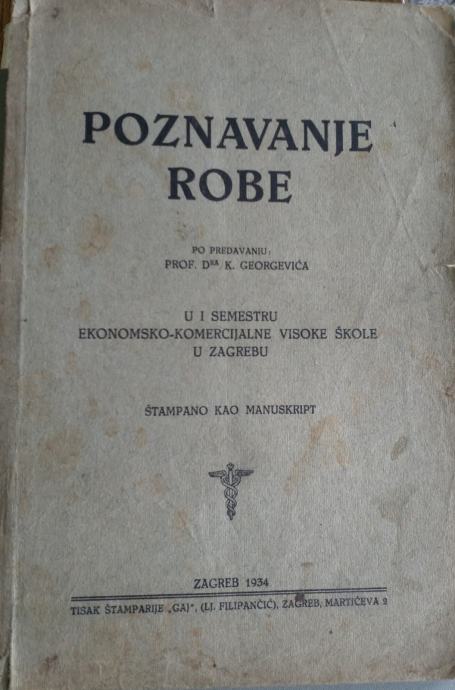 POZNAVANJE
ROBE
PO PREDAVANJU:
PROF. DRA K. GEORGEVIĆA
U I SEMESTRU
EKONOMSKO-KOMERCIJALNE VISOKE ŠKOLE
U ZAGREBU
ŠTAMPANO KAO MANUSKRIPT
ZAGREB 1934
TISAK ŠTAMPARIJE „GAJ“, (LJ. FILIPANČIĆ), ZAGREB, MARTIĆEVA 2